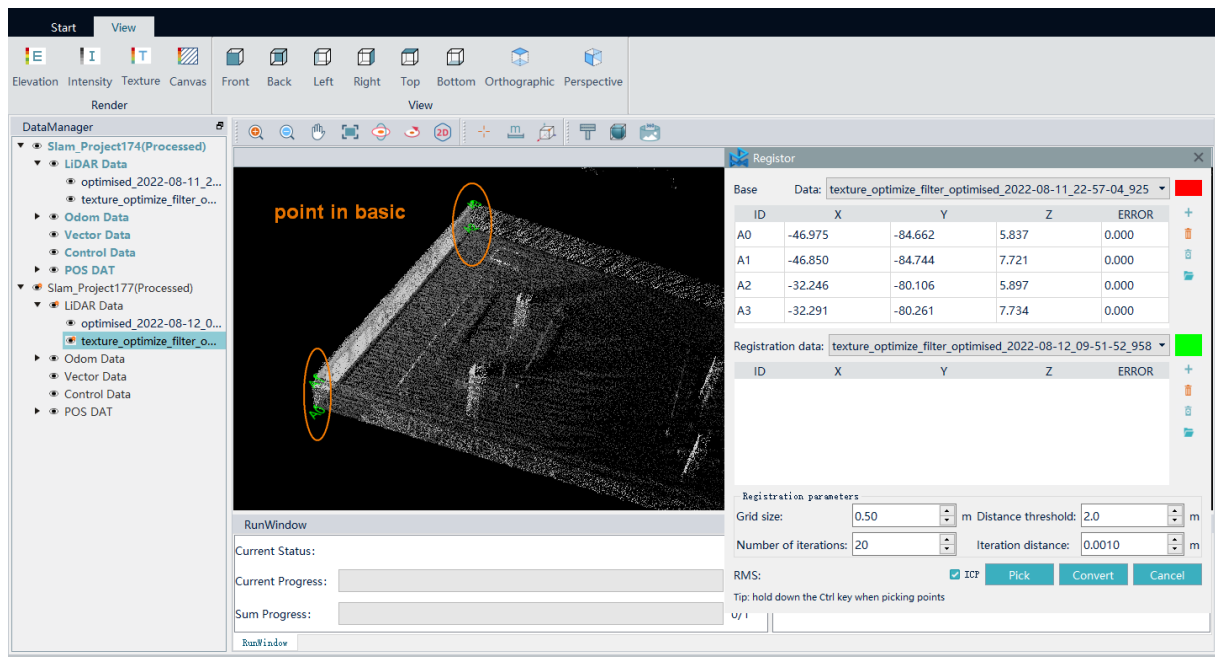 Start View
E I T
Elevation Intensity Texture Canvas Front Back Left Right Top Bottom Orthographic Perspective
Render View
DataManager
2D m
Slam_Project174(Processed)
LiDAR Data
optimised_2022-08-11_2...
texture_optimize_filter_o...
Odom Data
Vector Data
Control Data
POS DAT
Slam_Project177(Processed)
LiDAR Data
optimised_2022-08-12_0...
texture_optimize_filter_o...
Odom Data
Vector Data
Control Data
POS DAT
point in basic
A0
RunWindow
Current Status:
Current Progress:
Sum Progress:
0/1
RunWindow
Registor
Base Data: texture_optimize_filter_optimised_2022-08-11_22-57-04_925
ID X Y Z ERROR
A0 -46.975 -84.662 5.837 0.000
A1 -46.850 -84.744 7.721 0.000
A2 -32.246 -80.106 5.897 0.000
A3 -32.291 -80.261 7.734 0.000
Registration data: texture_optimize_filter_optimised_2022-08-12_09-51-52_958
ID X Y Z ERROR
Registration parameters
Grid size: 0.50 m Distance threshold: 2.0 m
Number of iterations: 20 Iteration distance: 0.0010 m
RMS: ICP Pick Convert Cancel
Tip: hold down the Ctrl key when picking points